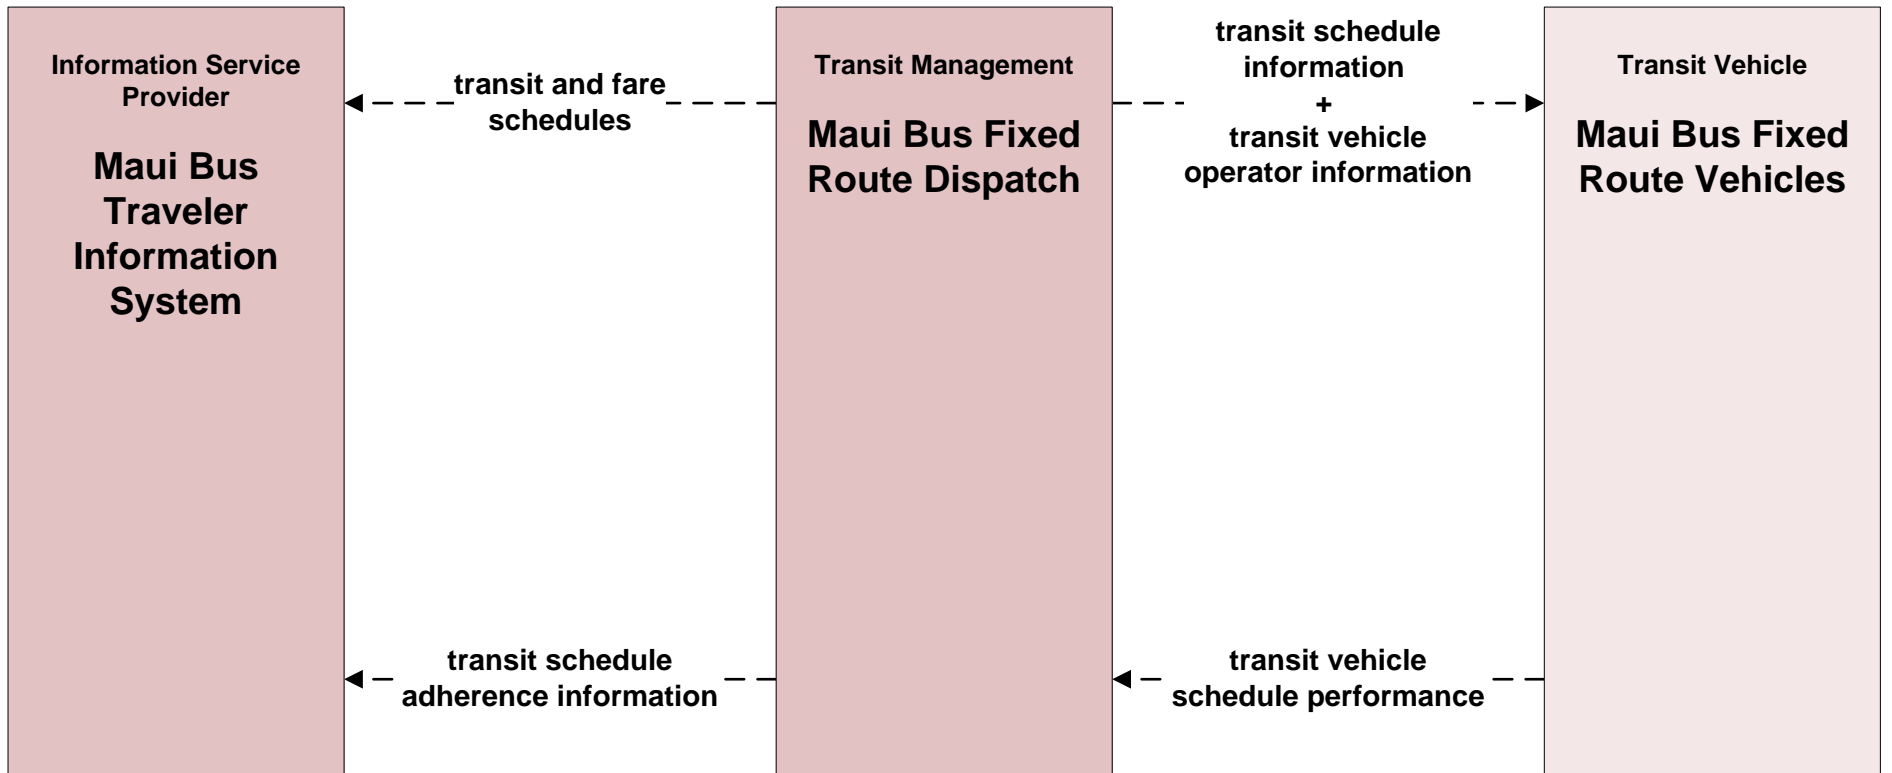 Information Service
Provider
Maui Bus
Traveler
Information
System
transit and fare
schedules
Transit Management
Maui Bus Fixed
Route Dispatch
transit schedule
information
+
transit vehicle
operator information
Transit Vehicle
Maui Bus Fixed
Route Vehicles
transit schedule
adherence information
transit vehicle
schedule performance